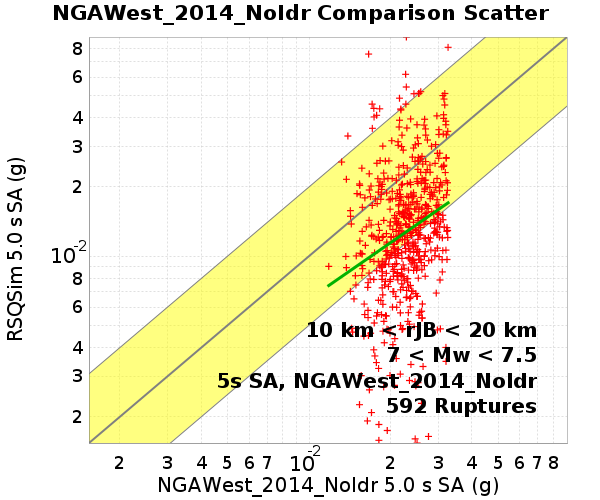 NGAWest_2014_NoIdr Comparison Scatter
RSQSim 5.0 s SA (g)
8
6
4
3
2
10⁻²
8
6
4
3
2
10 km < rJB < 20 km
7 < Mw < 7.5
5s SA, NGAWest_2014_NoIdr
592 Ruptures
2 3 4 5 6 7 10⁻² 2 3 4 5 6 7 8
NGAWest_2014_NoIdr 5.0 s SA (g)